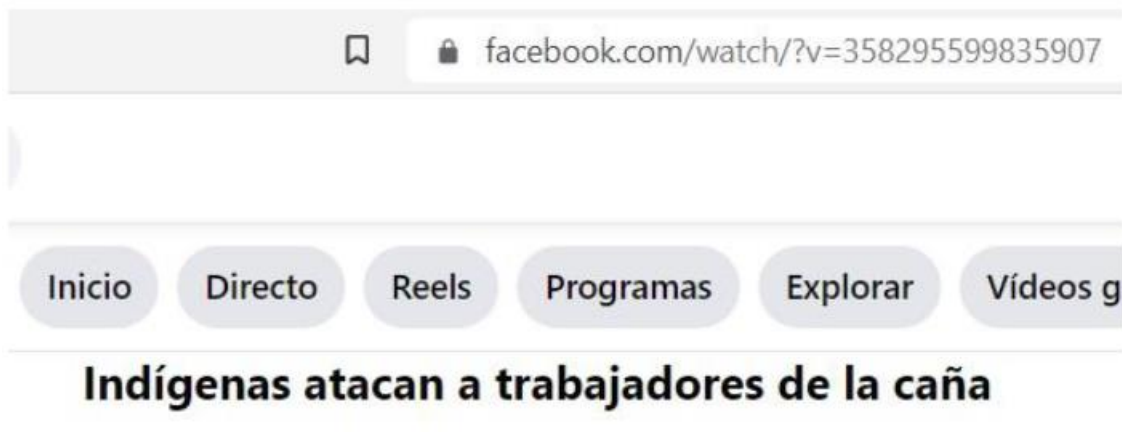 facebook.com/watch/?v=358295599835907
Inicio Directo Reels Programas Explorar Vídeos g
Indígenas atacan a trabajadores de la caña